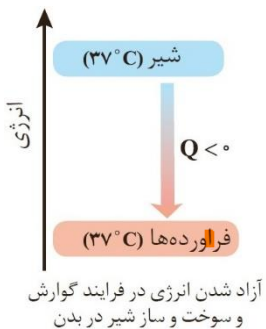 انرژی
شیر (۳۷°C)
Q < ۰
فراورده‌ها (۳۷°C)
آزاد شدن انرژی در فرایند گوارش
و سوخت و ساز شیر در بدن